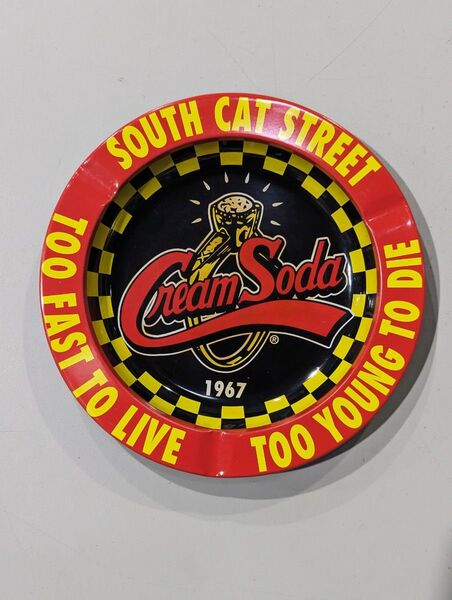 SOUTH CAT STREET
Cream Soda
®
1967
TOO FAST TO LIVE
TOO YOUNG TO DIE